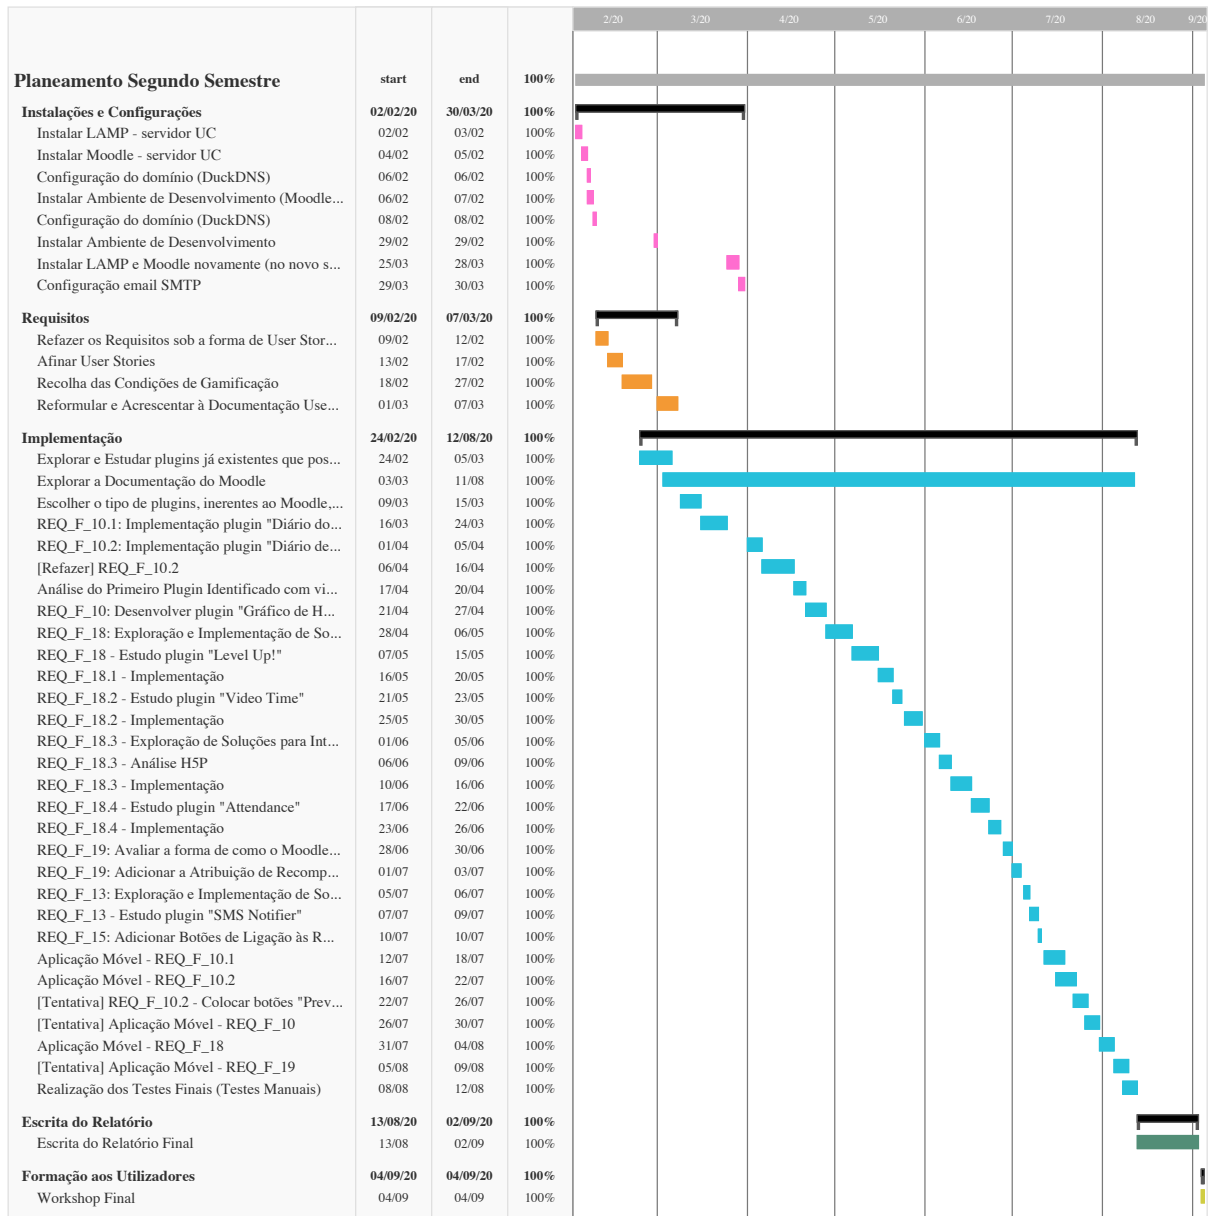 2/20 3/20 4/20 5/20 6/20 7/20 8/20 9/20
Planeamento Segundo Semestre start end 100%
Instalações e Configurações 02/02/20 30/03/20 100%
Instalar LAMP - servidor UC 02/02 03/02 100%
Instalar Moodle - servidor UC 04/02 05/02 100%
Configuração do domínio (DuckDNS) 06/02 06/02 100%
Instalar Ambiente de Desenvolvimento (Moodle... 06/02 07/02 100%
Configuração do domínio (DuckDNS) 08/02 08/02 100%
Instalar Ambiente de Desenvolvimento 29/02 29/02 100%
Instalar LAMP e Moodle novamente (no novo s... 25/03 28/03 100%
Configuração email SMTP 29/03 30/03 100%
Requisitos 09/02/20 07/03/20 100%
Refazer os Requisitos sob a forma de User Stor... 09/02 12/02 100%
Afinar User Stories 13/02 17/02 100%
Recolha das Condições de Gamificação 18/02 27/02 100%
Reformular e Acrescentar à Documentação Use... 01/03 07/03 100%
Implementação 24/02/20 12/08/20 100%
Explorar e Estudar plugins já existentes que pos... 24/02 05/03 100%
Explorar a Documentação do Moodle 03/03 11/08 100%
Escolher o tipo de plugins, inerentes ao Moodle,... 09/03 15/03 100%
REQ_F_10.1: Implementação plugin "Diário do... 16/03 24/03 100%
REQ_F_10.2: Implementação plugin "Diário de... 01/04 05/04 100%
[Refazer] REQ_F_10.2 06/04 16/04 100%
Análise do Primeiro Plugin Identificado com vi... 17/04 20/04 100%
REQ_F_10: Desenvolver plugin "Gráfico de H... 21/04 27/04 100%
REQ_F_18: Exploração e Implementação de So... 28/04 06/05 100%
REQ_F_18 - Estudo plugin "Level Up!" 07/05 15/05 100%
REQ_F_18.1 - Implementação 16/05 20/05 100%
REQ_F_18.2 - Estudo plugin "Video Time" 21/05 23/05 100%
REQ_F_18.2 - Implementação 25/05 30/05 100%
REQ_F_18.3 - Exploração de Soluções para Int... 01/06 05/06 100%
REQ_F_18.3 - Análise H5P 06/06 09/06 100%
REQ_F_18.3 - Implementação 10/06 16/06 100%
REQ_F_18.4 - Estudo plugin "Attendance" 17/06 22/06 100%
REQ_F_18.4 - Implementação 23/06 26/06 100%
REQ_F_19: Avaliar a forma de como o Moodle... 28/06 30/06 100%
REQ_F_19: Adicionar a Atribuição de Recomp... 01/07 03/07 100%
REQ_F_13: Exploração e Implementação de So... 05/07 06/07 100%
REQ_F_13 - Estudo plugin "SMS Notifier" 07/07 09/07 100%
REQ_F_15: Adicionar Botões de Ligação às R... 10/07 10/07 100%
Aplicação Móvel - REQ_F_10.1 12/07 18/07 100%
Aplicação Móvel - REQ_F_10.2 16/07 22/07 100%
[Tentativa] REQ_F_10.2 - Colocar botões "Prev... 22/07 26/07 100%
[Tentativa] Aplicação Móvel - REQ_F_10 26/07 30/07 100%
Aplicação Móvel - REQ_F_18 31/07 04/08 100%
[Tentativa] Aplicação Móvel - REQ_F_19 05/08 09/08 100%
Realização dos Testes Finais (Testes Manuais) 08/08 12/08 100%
Escrita do Relatório 13/08/20 02/09/20 100%
Escrita do Relatório Final 13/08 02/09 100%
Formação aos Utilizadores 04/09/20 04/09/20 100%
Workshop Final 04/09 04/09 100%